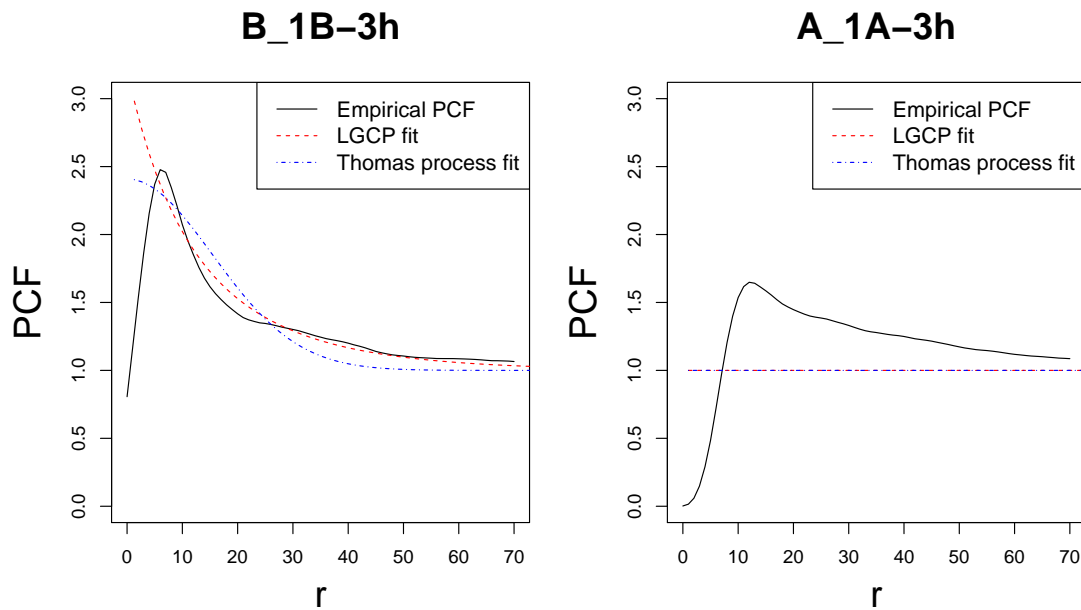 B_1B−3h
Empirical PCF
LGCP fit
Thomas process fit
PCF
3.0
2.5
2.0
1.5
1.0
0.5
0.0
0 10 20 30 40 50 60 70
r
A_1A−3h
Empirical PCF
LGCP fit
Thomas process fit
PCF
3.0
2.5
2.0
1.5
1.0
0.5
0.0
0 10 20 30 40 50 60 70
r